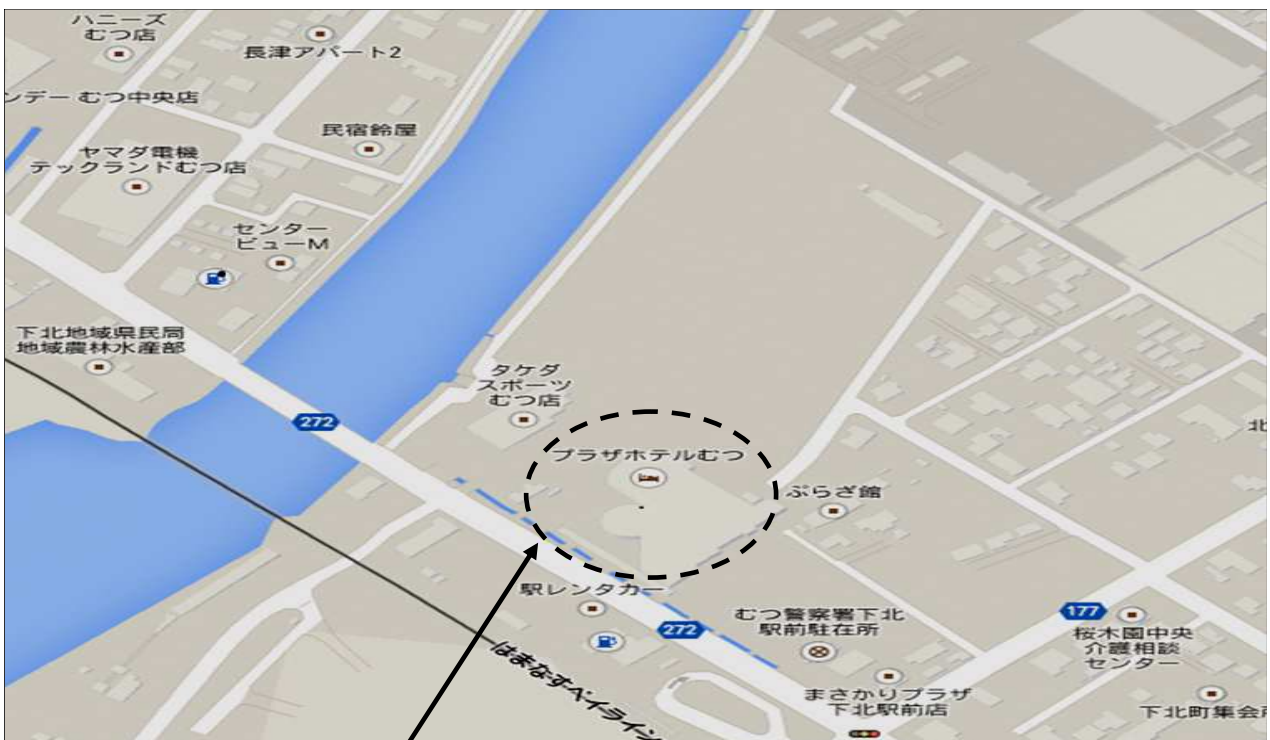 ハニーズ
むつ店
長津アパート2
ンデー むつ中央店
民宿鈴屋
ヤマダ電機
テックランドむつ店
センター
ビューM
下北地域県民局
地域農林水産部
タケダ
スポーツ
むつ店
272
プラザホテルむつ
ぷらざ館
北
駅レンタカー
272
むつ警察署下北
駅前駐在所
177
桜木園中央
介護相談
センター
はまなすベイライン
まさかりプラザ
下北駅前店
下北町集会所